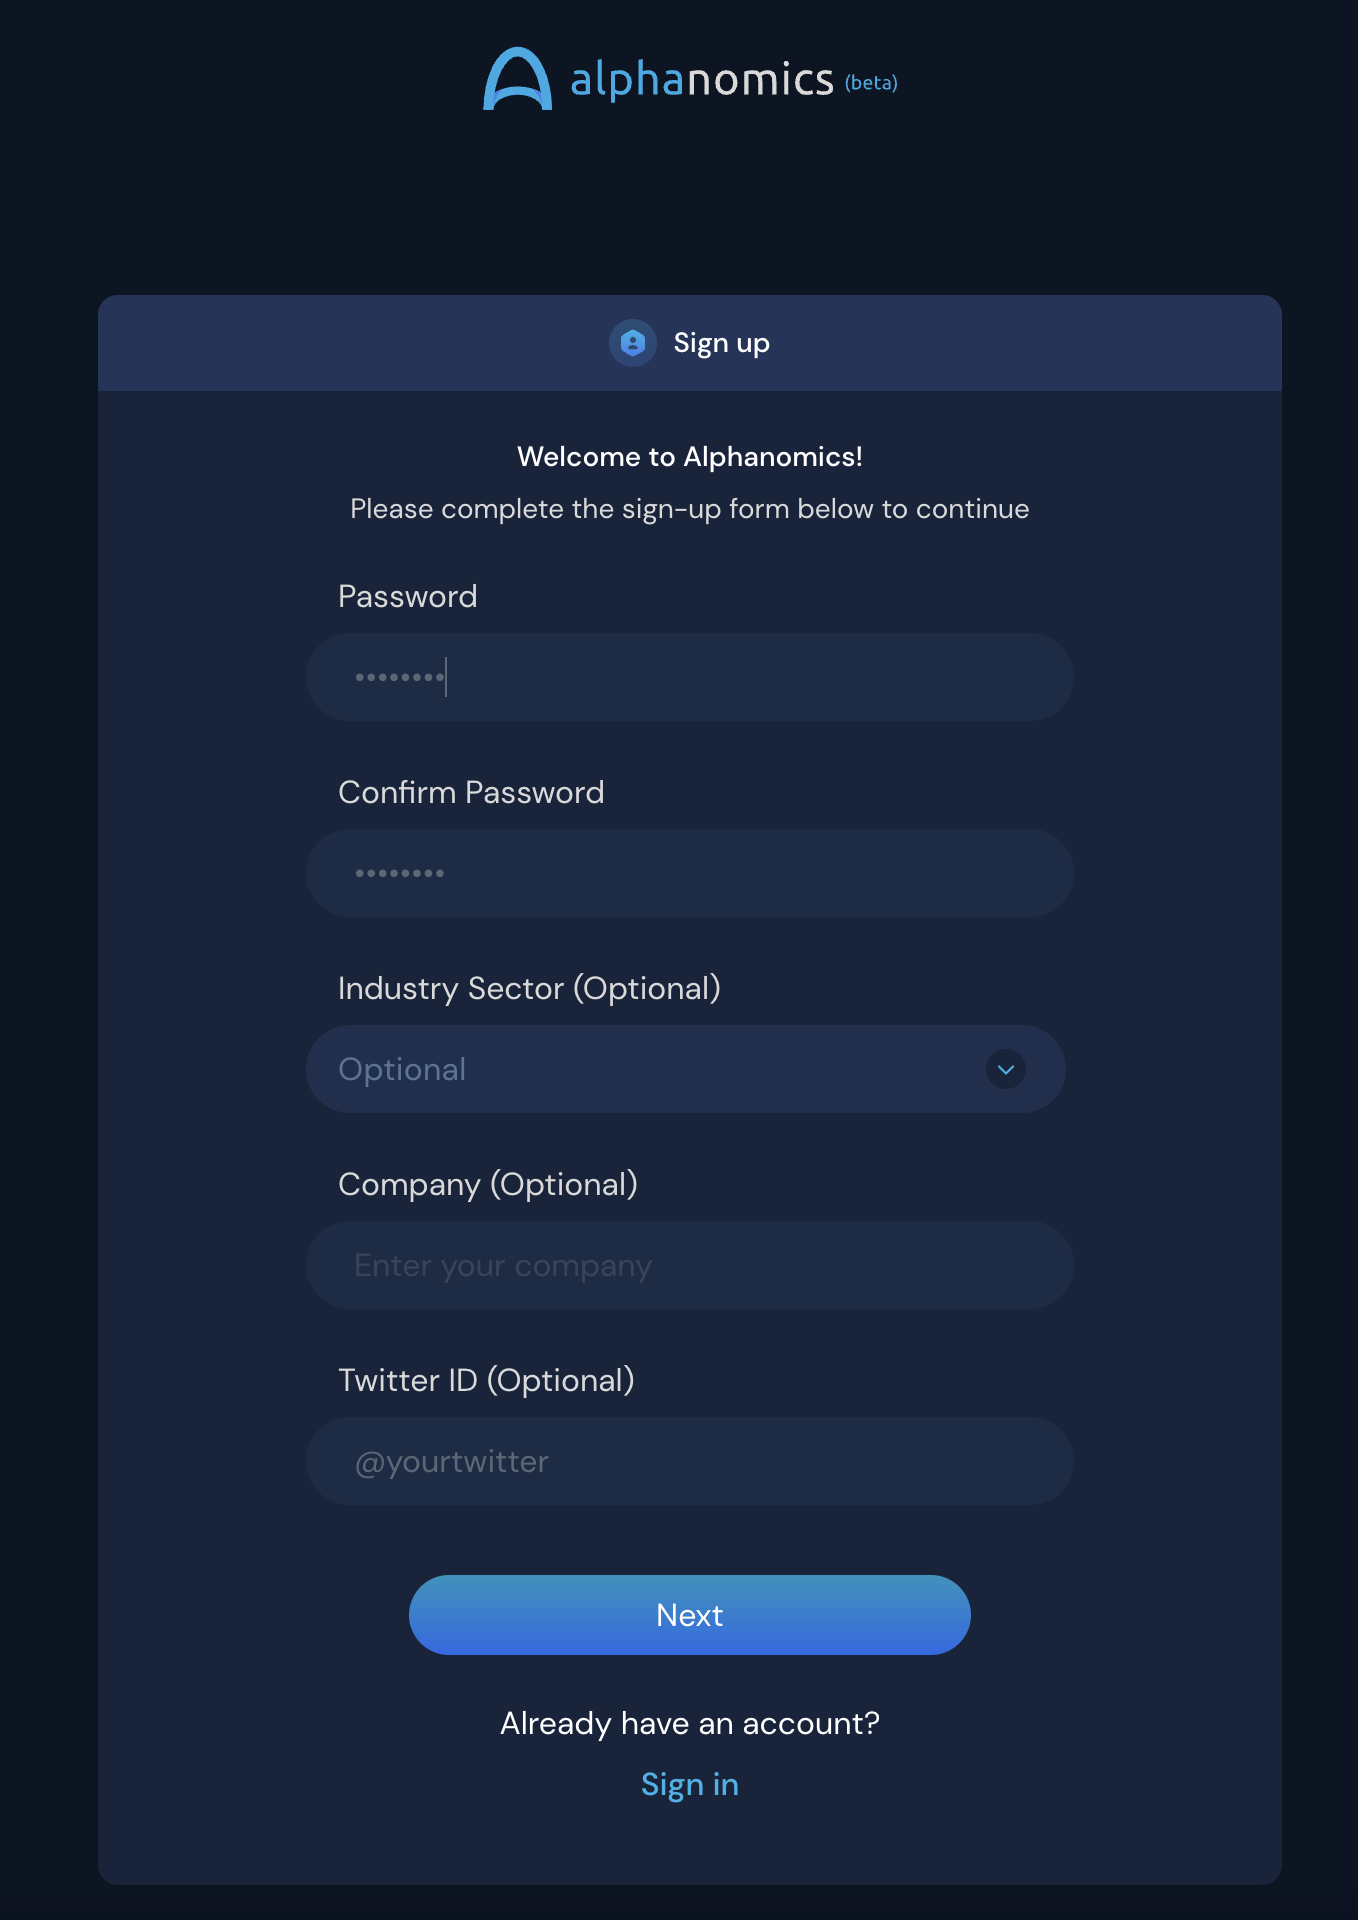 alphanomics (beta)
Sign up
Welcome to Alphanomics!
Please complete the sign-up form below to continue
Password
••••••••
Confirm Password
••••••••
Industry Sector (Optional)
Optional
Company (Optional)
Enter your company
Twitter ID (Optional)
@yourtwitter
Next
Already have an account?
Sign in